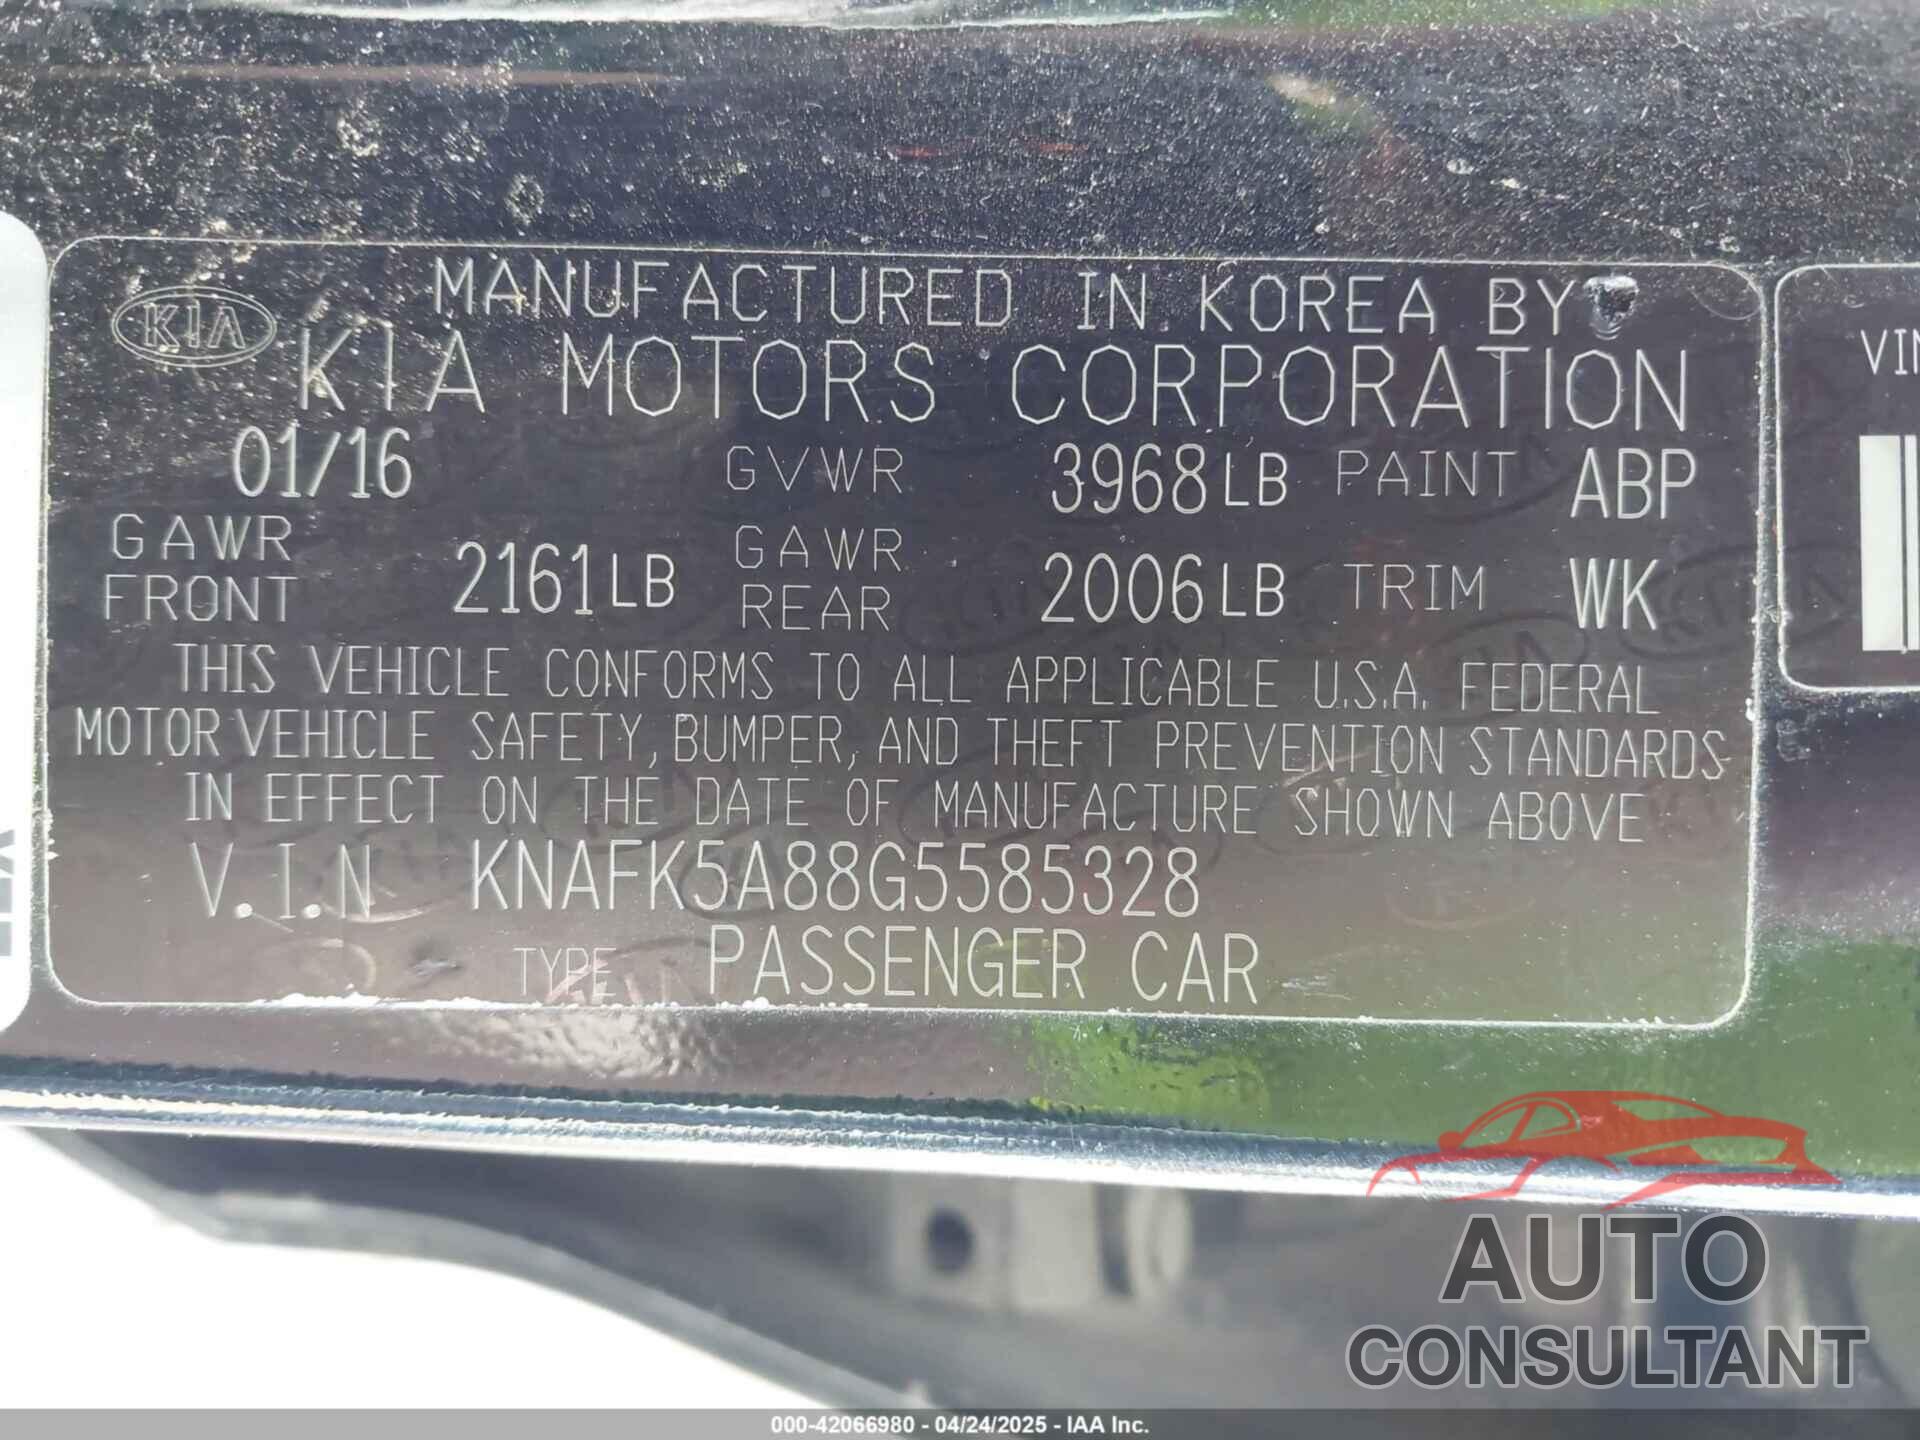 MANUFACTURED IN KOREA BY
KIA
KIA MOTORS CORPORATION
01/16 GVWR 3968LB PAINT ABP
GAWR FRONT 2161LB GAWR REAR 2006LB TRIM WK
THIS VEHICLE CONFORMS TO ALL APPLICABLE U.S.A. FEDERAL
MOTOR VEHICLE SAFETY, BUMPER, AND THEFT PREVENTION STANDARDS
IN EFFECT ON THE DATE OF MANUFACTURE SHOWN ABOVE
V.I.N KNAFK5A88G5585328
TYPE PASSENGER CAR
AUTO
CONSULTANT
000-42066980 - 04/24/2025 - IAA Inc.